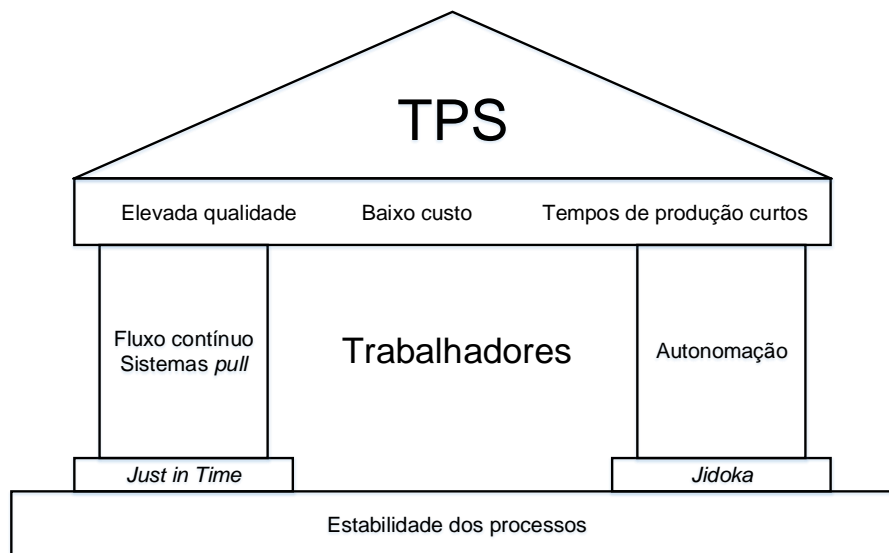 TPS
Elevada qualidade
Baixo custo
Tempos de produção curtos
Fluxo contínuo
Sistemas pull
Trabalhadores
Autonomação
Just in Time
Jidoka
Estabilidade dos processos